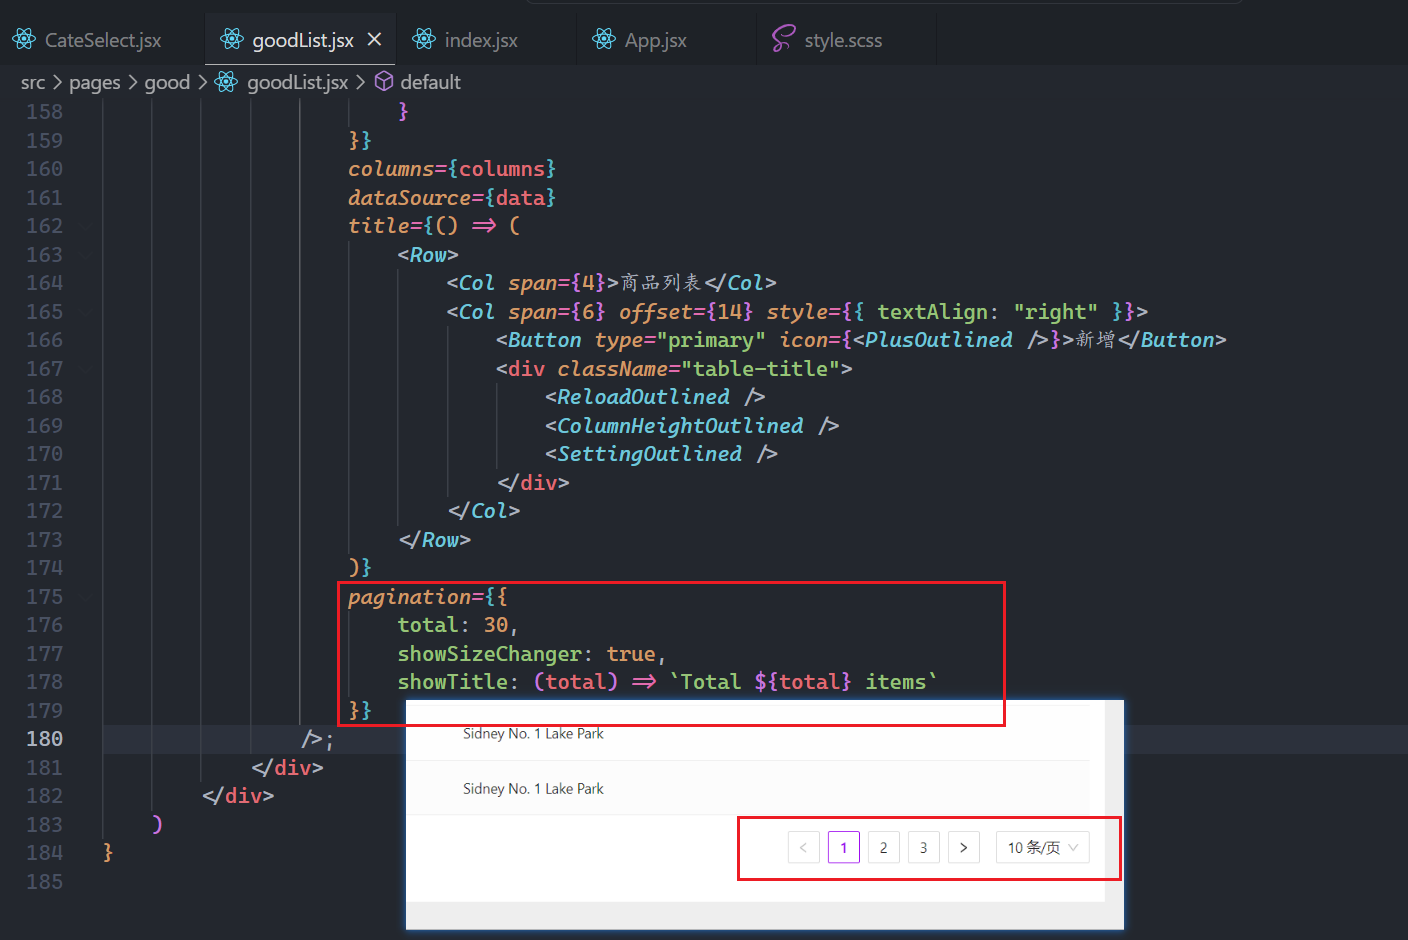 CateSelect.jsx goodList.jsx index.jsx App.jsx style.scss
src > pages > good > goodList.jsx > default
158 }
159 }}
160 columns={columns}
161 dataSource={data}
162 title={() => (
163 <Row>
164 <Col span={4}>商品列表</Col>
165 <Col span={6} offset={14} style={{ textAlign: "right" }}>
166 <Button type="primary" icon={<PlusOutlined />}>新增</Button>
167 <div className="table-title">
168 <ReloadOutlined />
169 <ColumnHeightOutlined />
170 <SettingOutlined />
171 </div>
172 </Col>
173 </Row>
174 )}
175 pagination={{
176 total: 30,
177 showSizeChanger: true,
178 showTitle: (total) => `Total ${total} items`
179 }}
180 />;
181 </div>
182 </div>
183 )
184 }
185
Sidney No. 1 Lake Park
Sidney No. 1 Lake Park
< 1 2 3 > 10 条/页